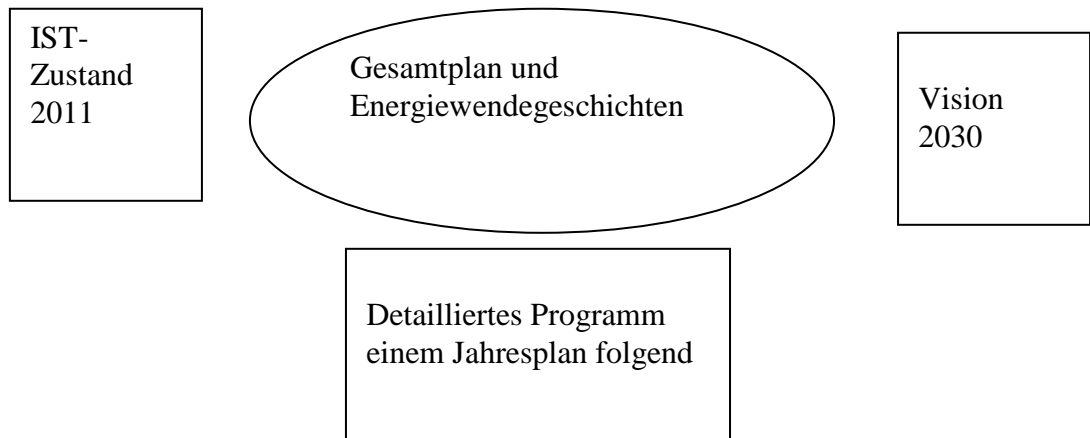 IST-
Zustand
2011
Gesamtplan und
Energiewendegeschichten
Vision
2030
Detailliertes Programm
einem Jahresplan folgend